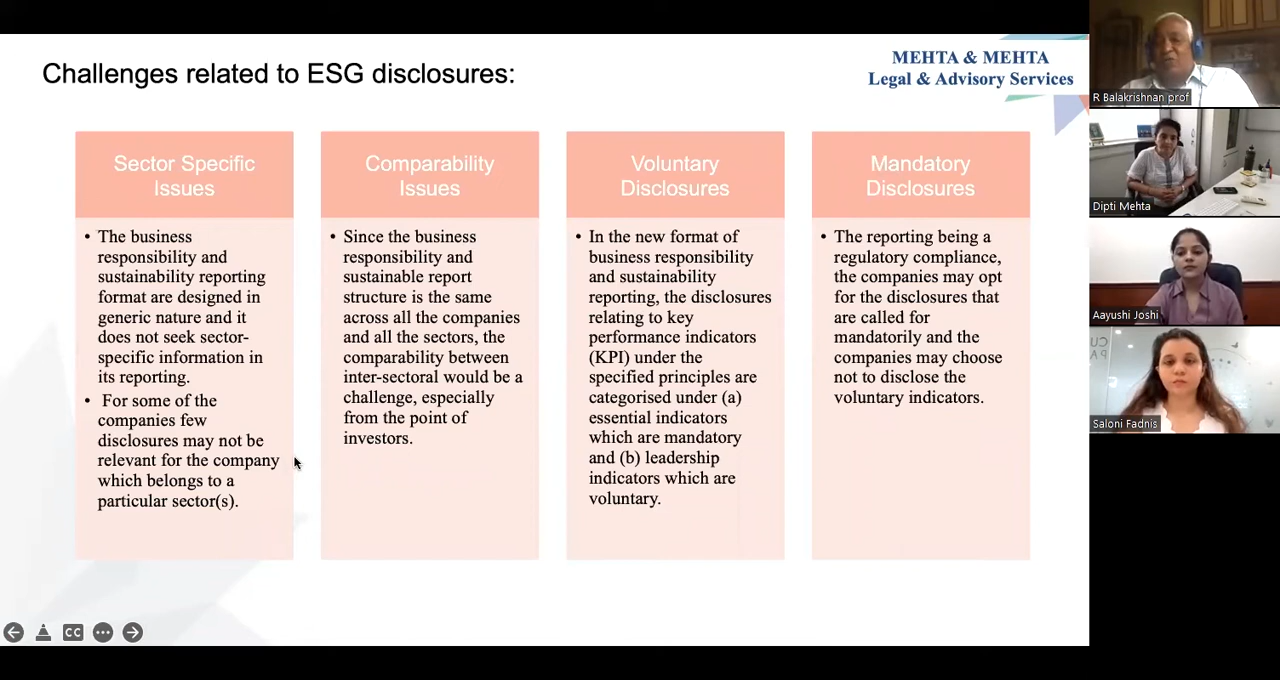 Challenges related to ESG disclosures:
MEHTA & MEHTA
Legal & Advisory Services
Sector Specific
Issues
• The business
responsibility and
sustainability reporting
format are designed in
generic nature and it
does not seek sector-
specific information in
its reporting.
• For some of the
companies few
disclosures may not be
relevant for the company
which belongs to a
particular sector(s).
Comparability
Issues
• Since the business
responsibility and
sustainable report
structure is the same
across all the companies
and all the sectors, the
comparability between
inter-sectoral would be a
challenge, especially
from the point of
investors.
Voluntary
Disclosures
• In the new format of
business responsibility
and sustainability
reporting, the disclosures
relating to key
performance indicators
(KPI) under the
specified principles are
categorised under (a)
essential indicators
which are mandatory
and (b) leadership
indicators which are
voluntary.
Mandatory
Disclosures
• The reporting being a
regulatory compliance,
the companies may opt
for the disclosures that
are called for
mandatorily and the
companies may choose
not to disclose the
voluntary indicators.
CC
R Balakrishnan prof
Dipti Mehta
Aayushi Joshi
Saloni Fadnis